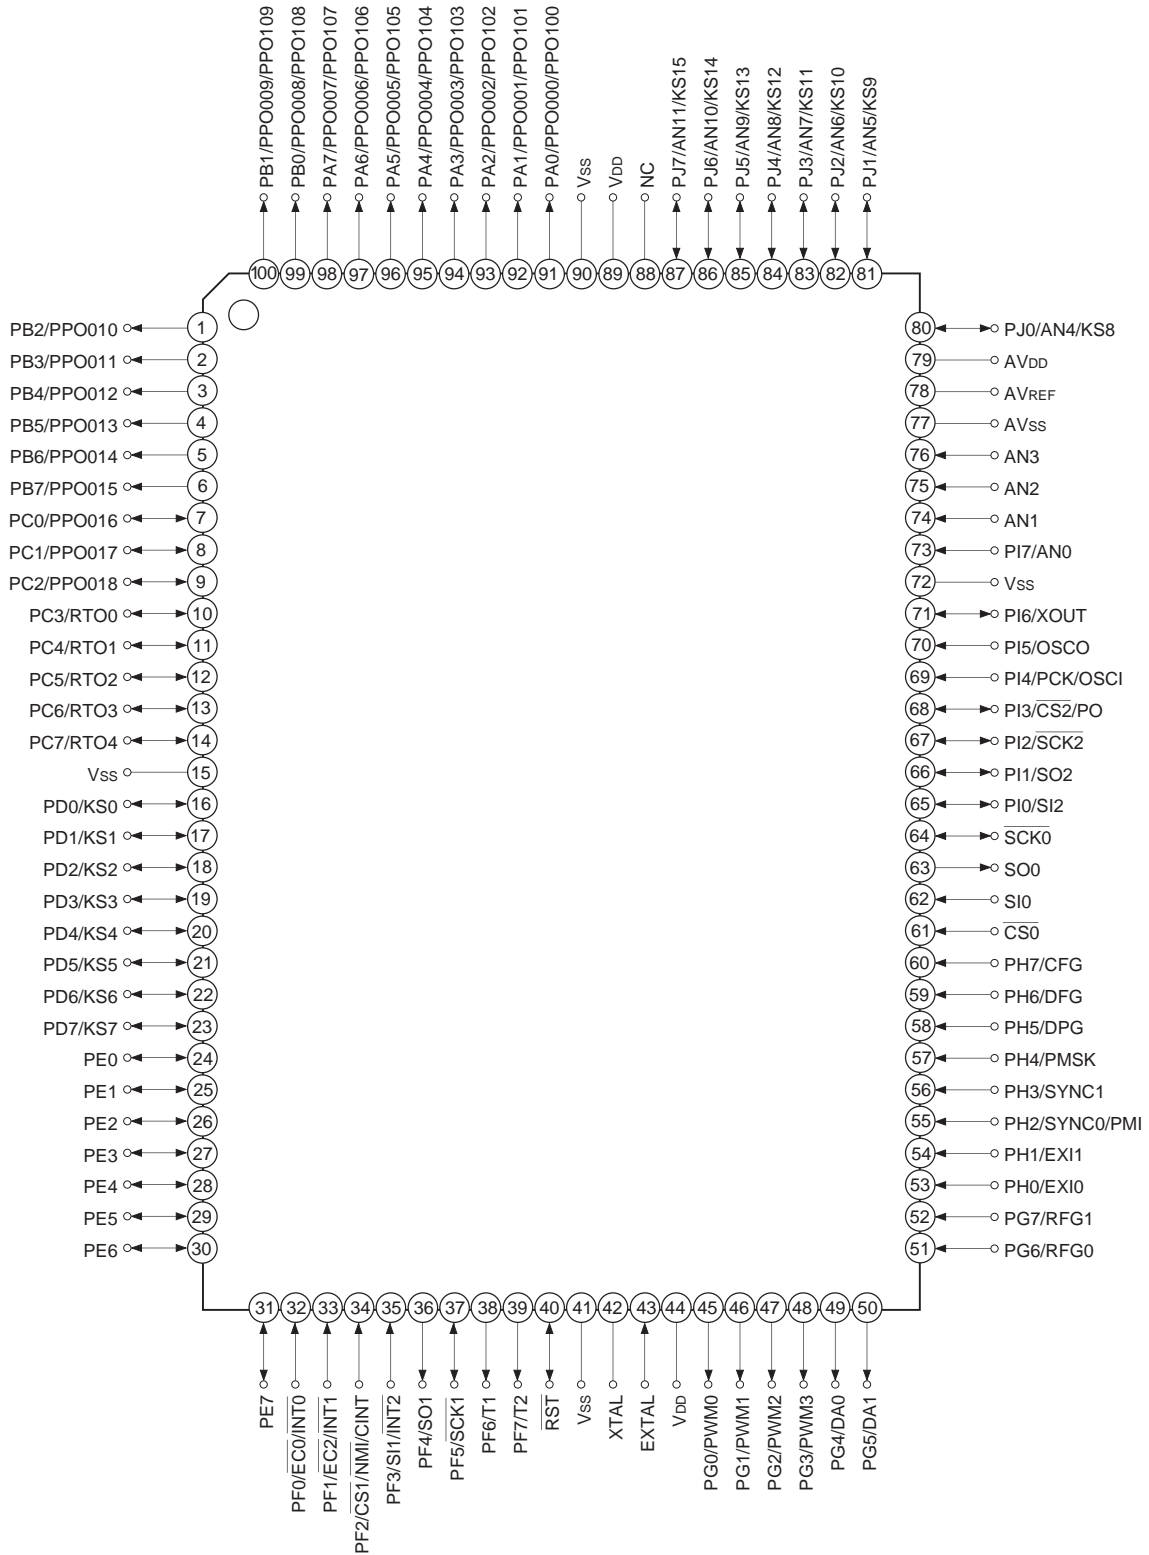 PB1/PPO009/PPO109
PB0/PPO008/PPO108
PA7/PPO007/PPO107
PA6/PPO006/PPO106
PA5/PPO005/PPO105
PA4/PPO004/PPO104
PA3/PPO003/PPO103
PA2/PPO002/PPO102
PA1/PPO001/PPO101
PA0/PPO000/PPO100
Vss
VDD
NC
PJ7/AN11/KS15
PJ6/AN10/KS14
PJ5/AN9/KS13
PJ4/AN8/KS12
PJ3/AN7/KS11
PJ2/AN6/KS10
PJ1/AN5/KS9
100 99 98 97 96 95 94 93 92 91 90 89 88 87 86 85 84 83 82 81
PB2/PPO010 1
PB3/PPO011 2
PB4/PPO012 3
PB5/PPO013 4
PB6/PPO014 5
PB7/PPO015 6
PC0/PPO016 7
PC1/PPO017 8
PC2/PPO018 9
PC3/RTO0 10
PC4/RTO1 11
PC5/RTO2 12
PC6/RTO3 13
PC7/RTO4 14
Vss 15
PD0/KS0 16
PD1/KS1 17
PD2/KS2 18
PD3/KS3 19
PD4/KS4 20
PD5/KS5 21
PD6/KS6 22
PD7/KS7 23
PE0 24
PE1 25
PE2 26
PE3 27
PE4 28
PE5 29
PE6 30
80 PJ0/AN4/KS8
79 AVDD
78 AVREF
77 AVss
76 AN3
75 AN2
74 AN1
73 PI7/AN0
72 Vss
71 PI6/XOUT
70 PI5/OSCO
69 PI4/PCK/OSCI
68 PI3/C̅S̅2̅/PO
67 PI2/S̅C̅K̅2̅
66 PI1/SO2
65 PI0/SI2
64 S̅C̅K̅0̅
63 SO0
62 SI0
61 C̅S̅0̅
60 PH7/CFG
59 PH6/DFG
58 PH5/DPG
57 PH4/PMSK
56 PH3/SYNC1
55 PH2/SYNC0/PMI
54 PH1/EXI1
53 PH0/EXI0
52 PG7/RFG1
51 PG6/RFG0
31 32 33 34 35 36 37 38 39 40 41 42 43 44 45 46 47 48 49 50
PE7
PF0/E̅C̅0̅/I̅N̅T̅0̅
PF1/E̅C̅2̅/I̅N̅T̅1̅
PF2/C̅S̅1̅/N̅M̅I̅/C̅I̅N̅T̅
PF3/SI1/I̅N̅T̅2̅
PF4/SO1
PF5/S̅C̅K̅1̅
PF6/T1
PF7/T2
R̅S̅T̅
Vss
XTAL
EXTAL
VDD
PG0/PWM0
PG1/PWM1
PG2/PWM2
PG3/PWM3
PG4/DA0
PG5/DA1